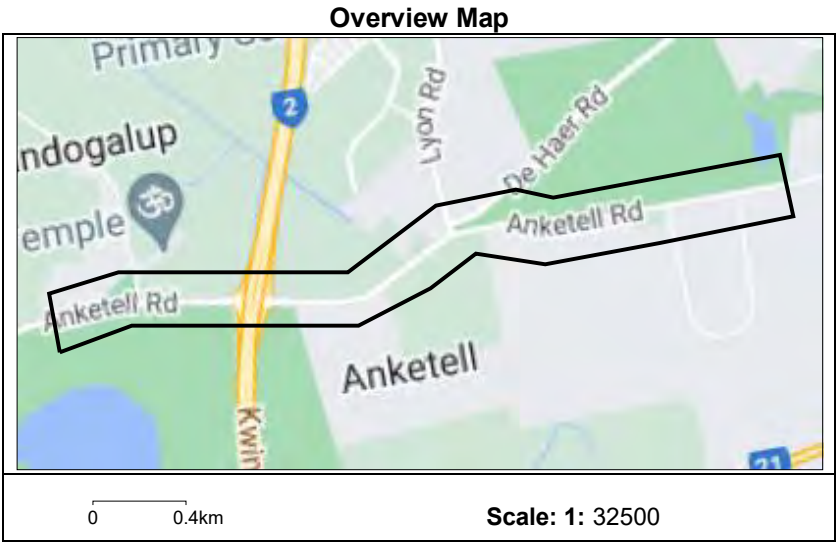 Overview Map
Primary
2
Lyon Rd
ndogalup
De Haer Rd
emple
Anketell Rd
Anketell Rd
Anketell
Kwin
21
0 0.4km
Scale: 1: 32500